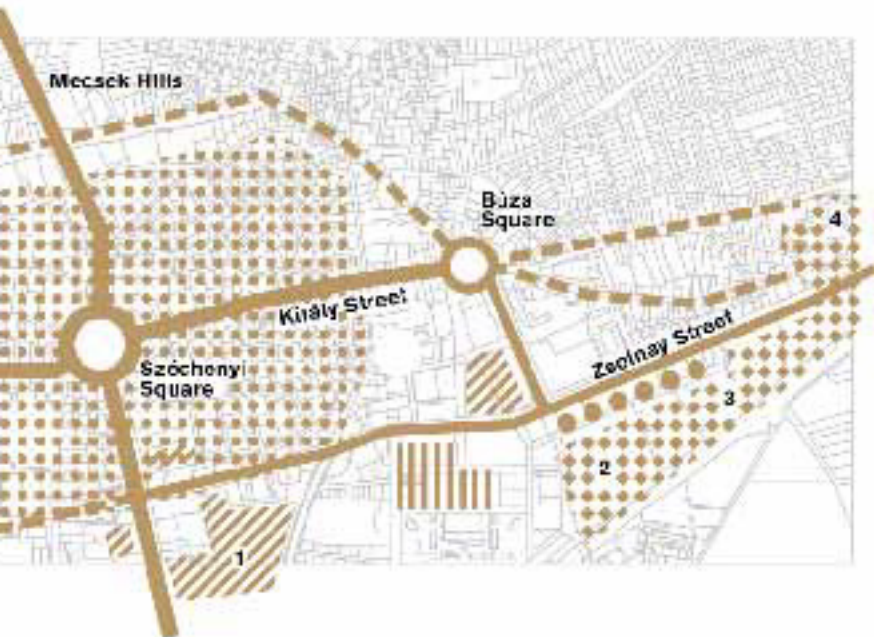 Mecsek Hills
Búza
Square
4
Király Street
Zsolnay Street
Széchenyi
Square
3
2
1